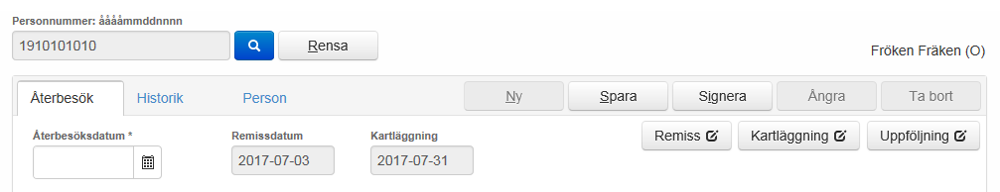 Personnummer: ååååmmddnnnn
1910101010 Rensa
Fröken Fräken (O)
Återbesök Historik Person Ny Spara Signera Ångra Ta bort
Återbesöksdatum * Remissdatum Kartläggning Remiss Kartläggning Uppföljning
2017-07-03 2017-07-31